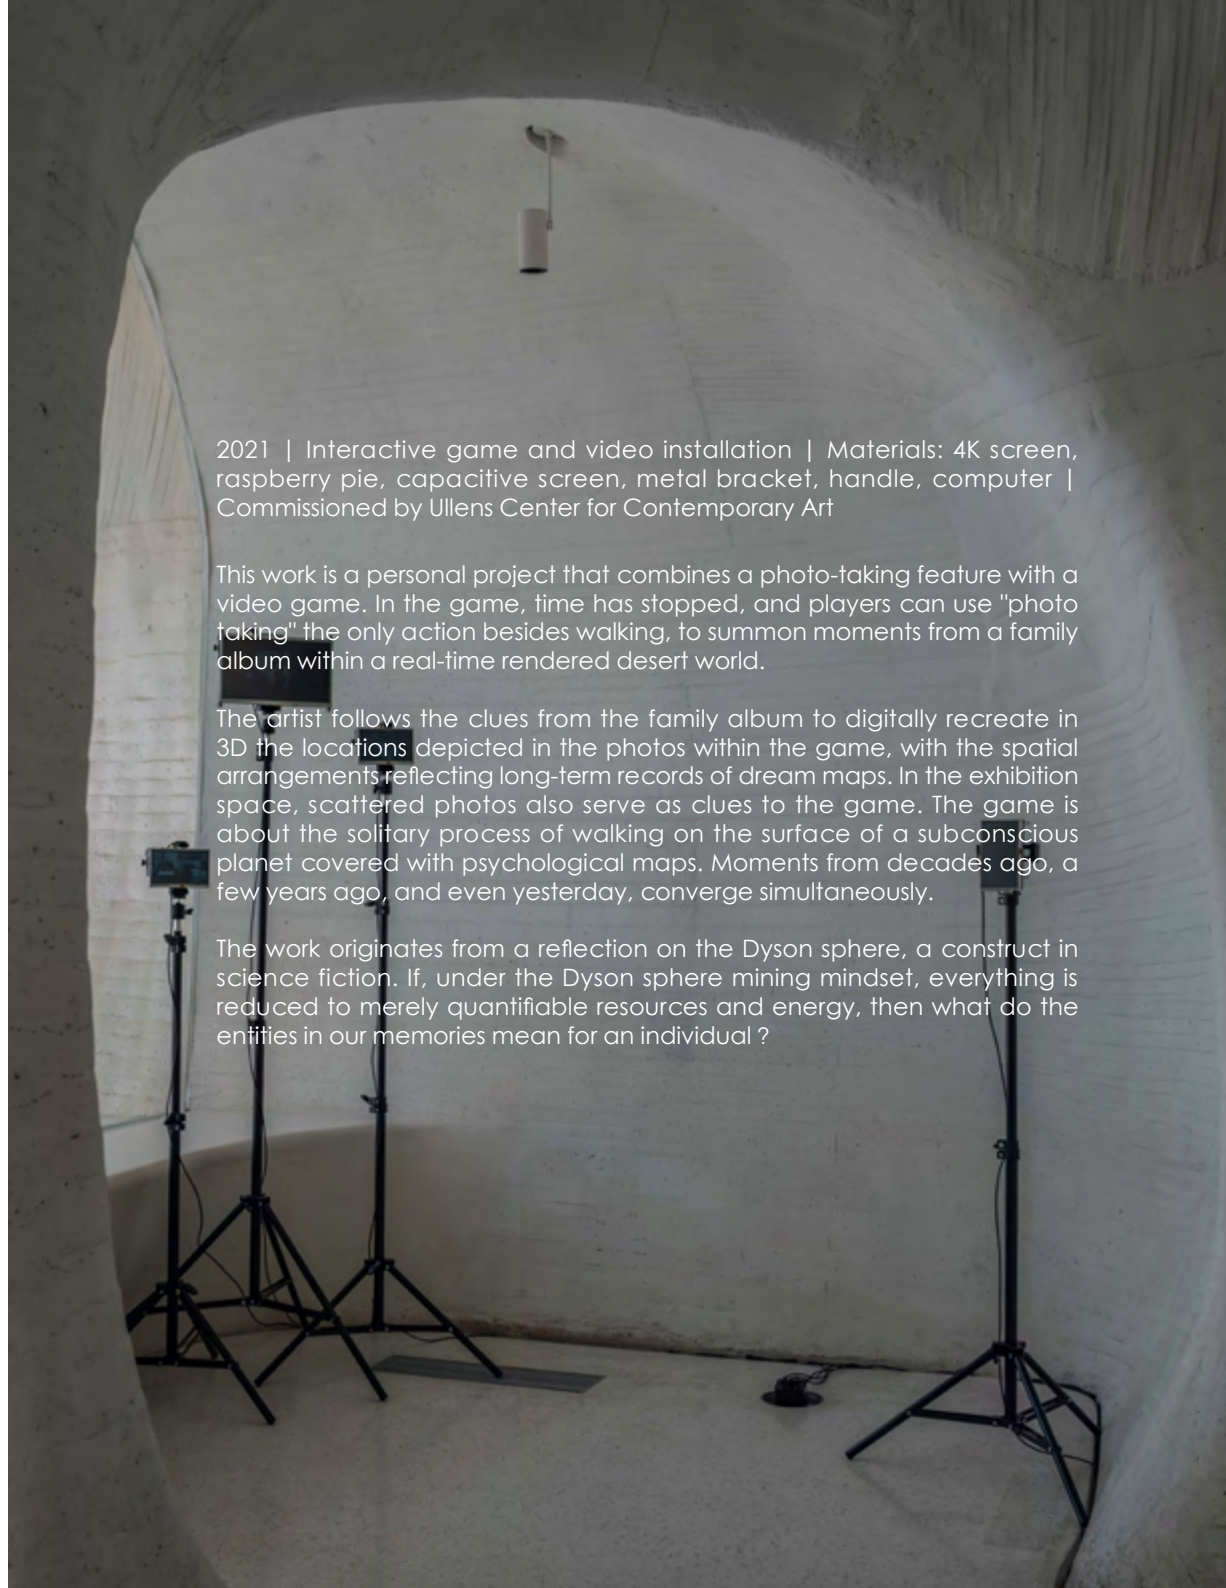 2021 | Interactive game and video installation | Materials: 4K screen,
raspberry pie, capacitive screen, metal bracket, handle, computer |
Commissioned by Ullens Center for Contemporary Art
This work is a personal project that combines a photo-taking feature with a
video game. In the game, time has stopped, and players can use "photo
taking" the only action besides walking, to summon moments from a family
album within a real-time rendered desert world.
The artist follows the clues from the family album to digitally recreate in
3D the locations depicted in the photos within the game, with the spatial
arrangements reflecting long-term records of dream maps. In the exhibition
space, scattered photos also serve as clues to the game. The game is
about the solitary process of walking on the surface of a subconscious
planet covered with psychological maps. Moments from decades ago, a
few years ago, and even yesterday, converge simultaneously.
The work originates from a reflection on the Dyson sphere, a construct in
science fiction. If, under the Dyson sphere mining mindset, everything is
reduced to merely quantifiable resources and energy, then what do the
entities in our memories mean for an individual ?